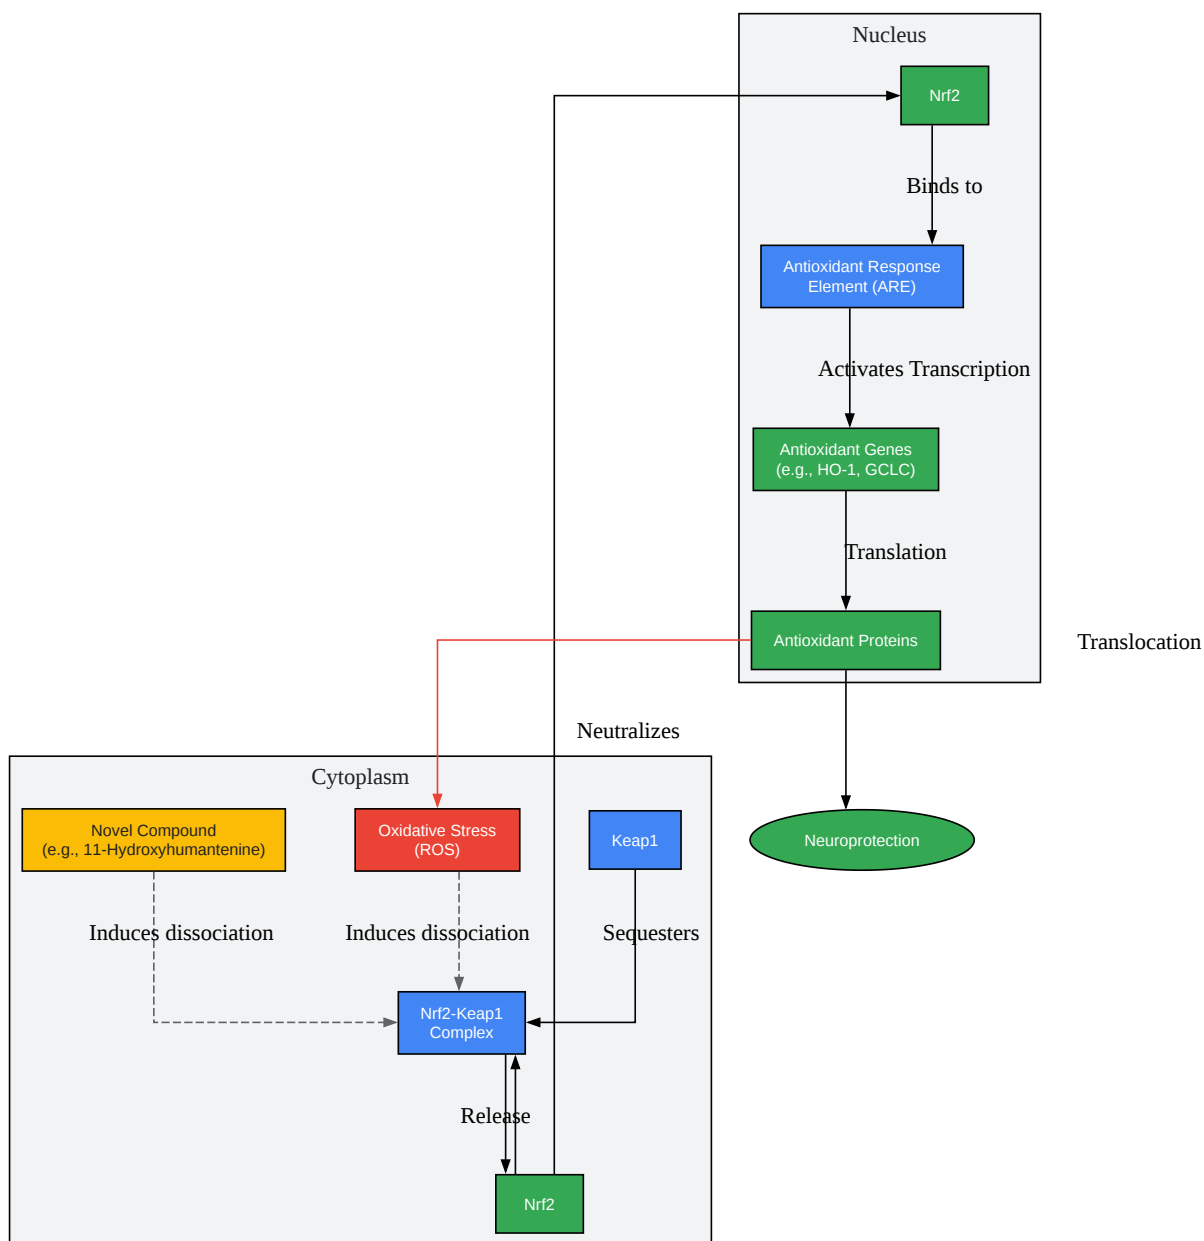 Nucleus
Nrf2
Binds to
Antioxidant Response
Element (ARE)
Activates Transcription
Antioxidant Genes
(e.g., HO-1, GCLC)
Translation
Antioxidant Proteins
Translocation
Neutralizes
Cytoplasm
Novel Compound
(e.g., 11-Hydroxyhumantenine)
Oxidative Stress
(ROS)
Keap1
Neuroprotection
Induces dissociation
Induces dissociation
Sequesters
Nrf2-Keap1
Complex
Release
Nrf2